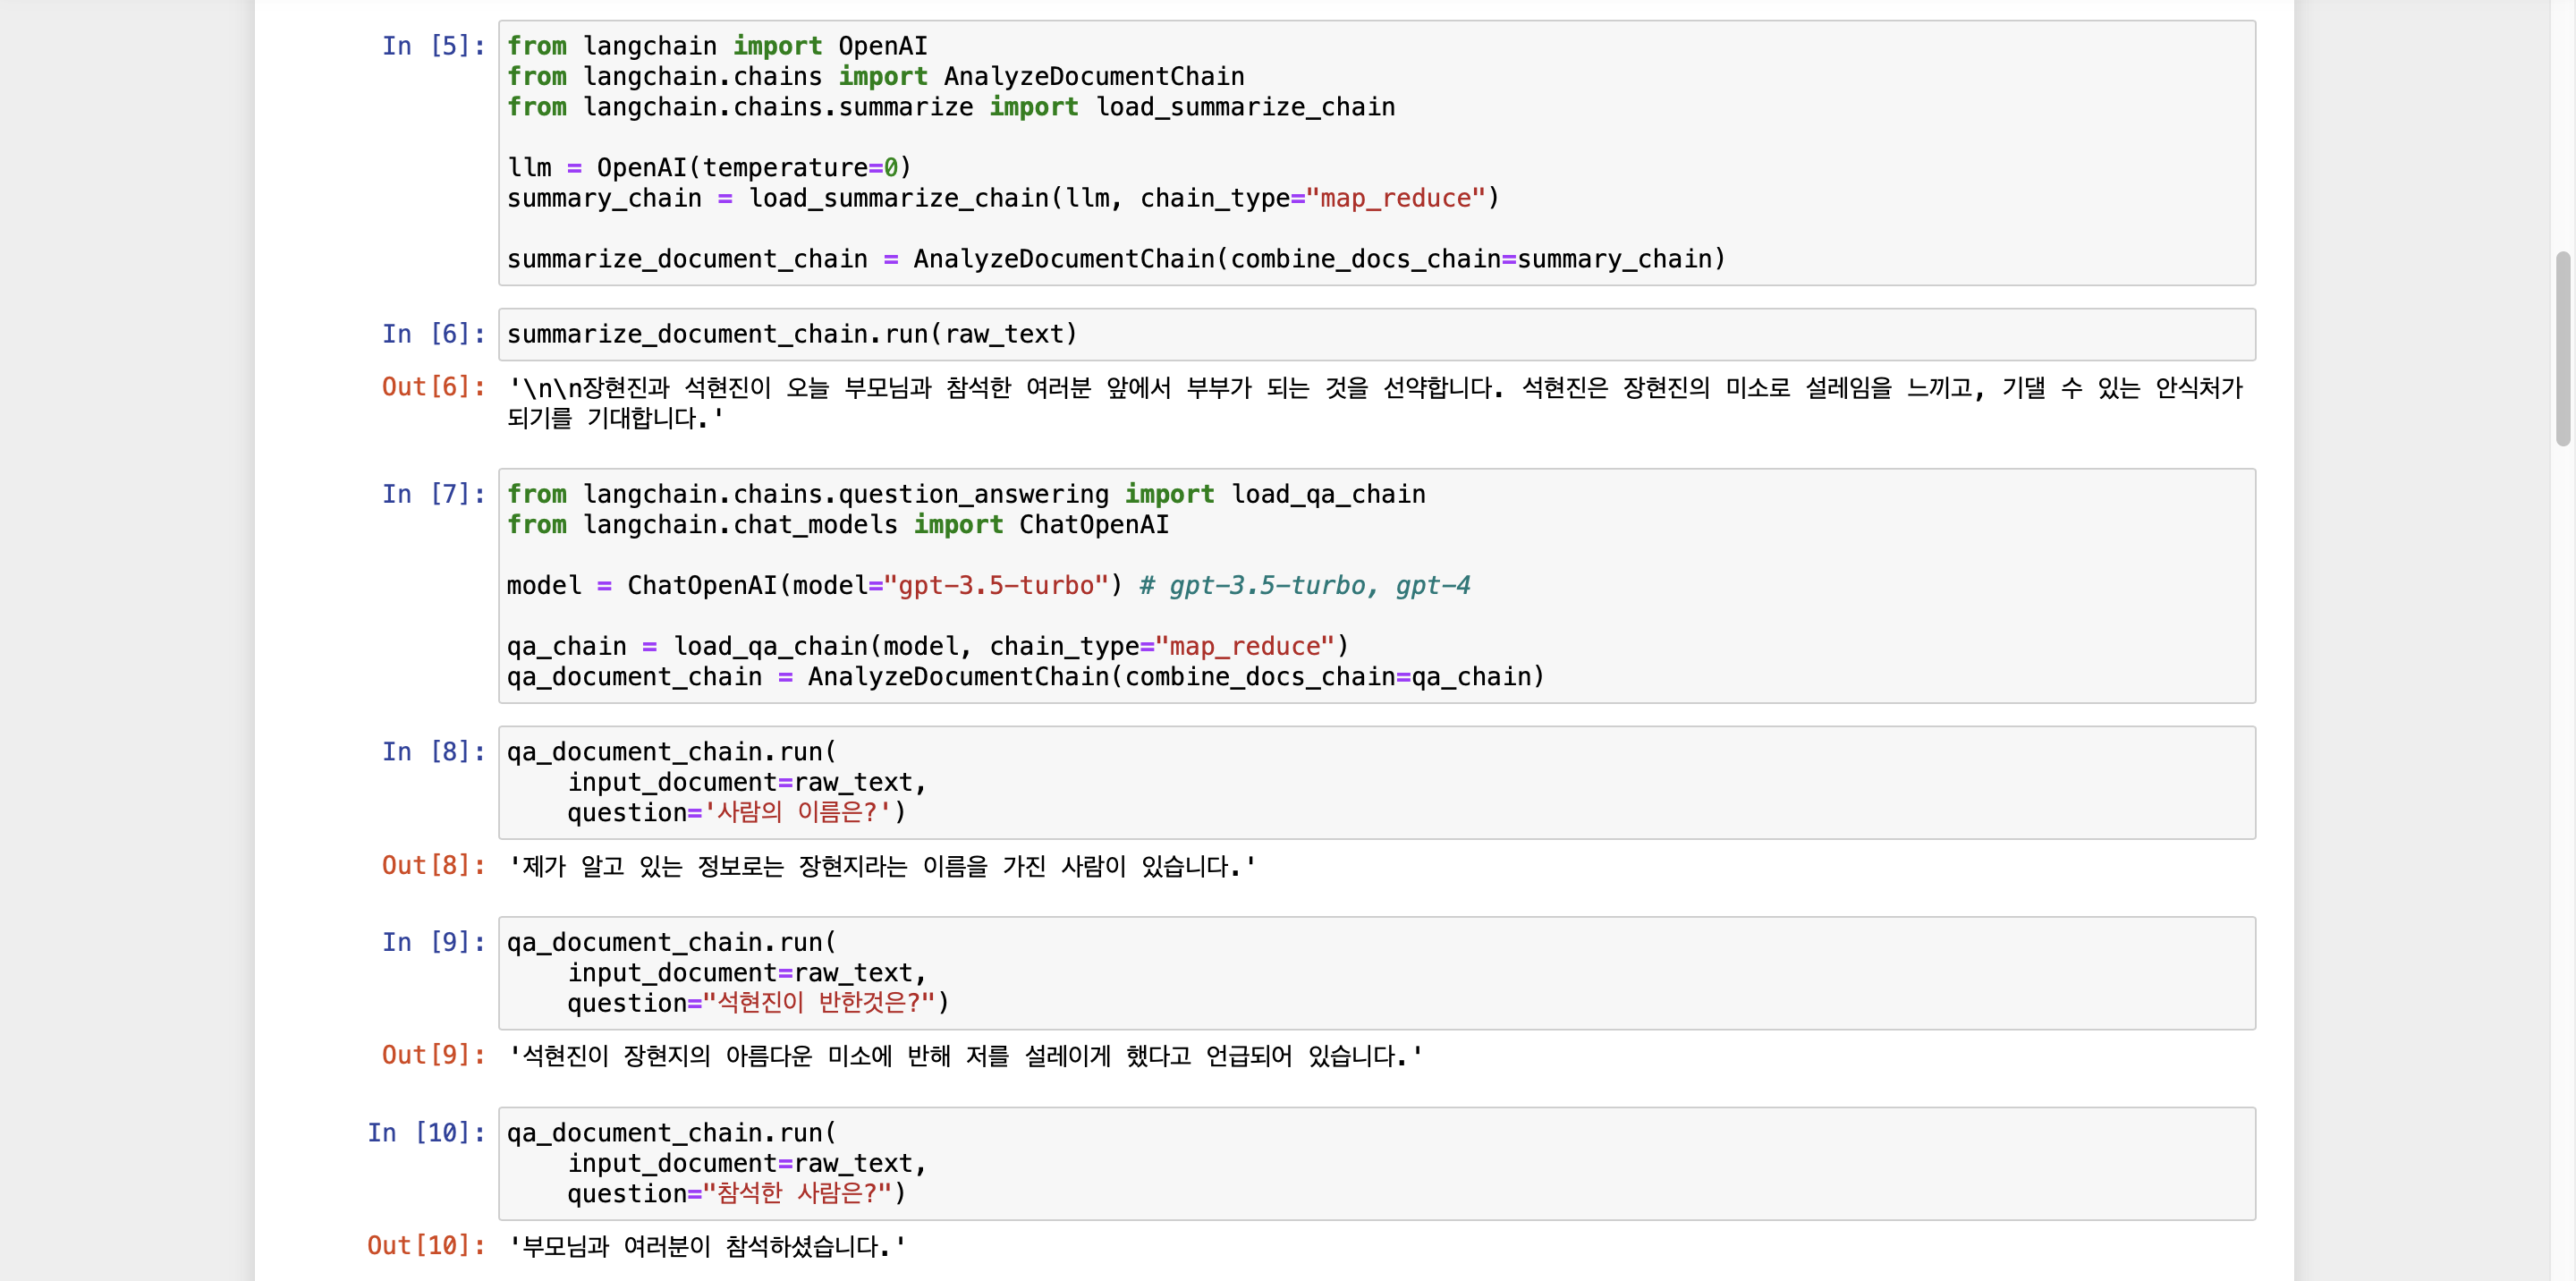 In [5]: from langchain import OpenAI
from langchain.chains import AnalyzeDocumentChain
from langchain.chains.summarize import load_summarize_chain
llm = OpenAI(temperature=0)
summary_chain = load_summarize_chain(llm, chain_type="map_reduce")
summarize_document_chain = AnalyzeDocumentChain(combine_docs_chain=summary_chain)
In [6]: summarize_document_chain.run(raw_text)
Out[6]: '\n\n장현진과 석현진이 오늘 부모님과 참석한 여러분 앞에서 부부가 되는 것을 선약합니다. 석현진은 장현진의 미소로 설레임을 느끼고, 기댈 수 있는 안식처가
되기를 기대합니다.'
In [7]: from langchain.chains.question_answering import load_qa_chain
from langchain.chat_models import ChatOpenAI
model = ChatOpenAI(model="gpt-3.5-turbo") # gpt-3.5-turbo, gpt-4
qa_chain = load_qa_chain(model, chain_type="map_reduce")
qa_document_chain = AnalyzeDocumentChain(combine_docs_chain=qa_chain)
In [8]: qa_document_chain.run(
    input_document=raw_text,
    question='사람의 이름은?')
Out[8]: '제가 알고 있는 정보로는 장현지라는 이름을 가진 사람이 있습니다.'
In [9]: qa_document_chain.run(
    input_document=raw_text,
    question="석현진이 반한것은?")
Out[9]: '석현진이 장현지의 아름다운 미소에 반해 저를 설레이게 했다고 언급되어 있습니다.'
In [10]: qa_document_chain.run(
    input_document=raw_text,
    question="참석한 사람은?")
Out[10]: '부모님과 여러분이 참석하셨습니다.'